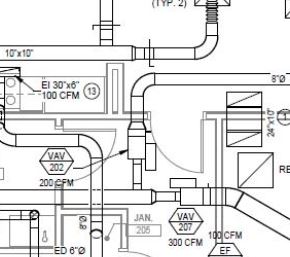 (TYP. 2)
10"x10"
8"Ø
EI 30"x6"
100 CFM
13
24"x10"
VAV
202
200 CFM
RE
8"Ø
JAN.
205
VAV
207
300 CFM
100 CFM
ED 6"Ø
EF